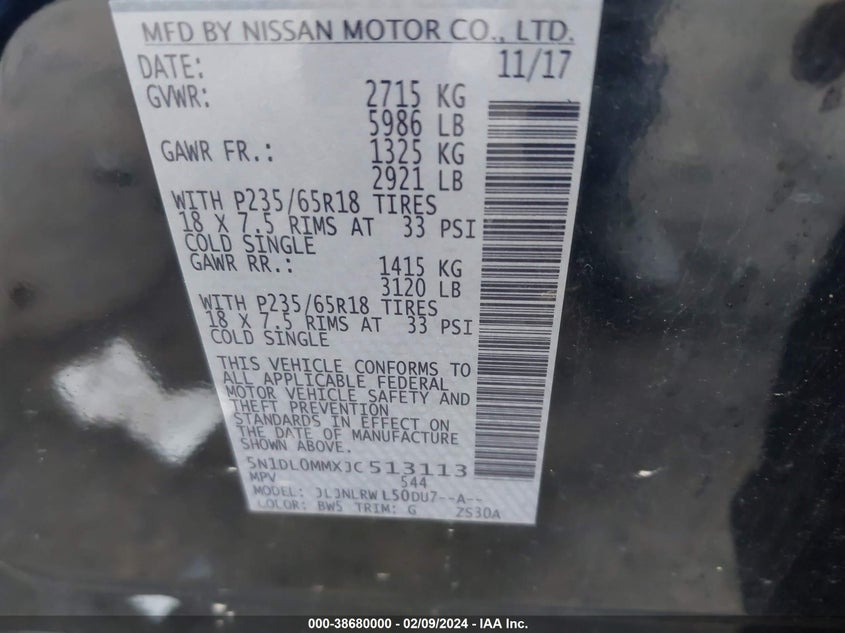 MFD BY NISSAN MOTOR CO., LTD.
DATE: 11/17
GVWR: 2715 KG
5986 LB
GAWR FR.: 1325 KG
2921 LB
WITH P235/65R18 TIRES
18 X 7.5 RIMS AT 33 PSI
COLD SINGLE
GAWR RR.: 1415 KG
3120 LB
WITH P235/65R18 TIRES
18 X 7.5 RIMS AT 33 PSI
COLD SINGLE
THIS VEHICLE CONFORMS TO
ALL APPLICABLE FEDERAL
MOTOR VEHICLE SAFETY AND
THEFT PREVENTION
STANDARDS IN EFFECT ON
THE DATE OF MANUFACTURE
SHOWN ABOVE.
5N1DL0MMXJC513113
MPV 544
MODEL: JLJNLRWL50DU7--A--
COLOR: BW5 TRIM: G ZS30A
000-38680000 - 02/09/2024 - IAA Inc.